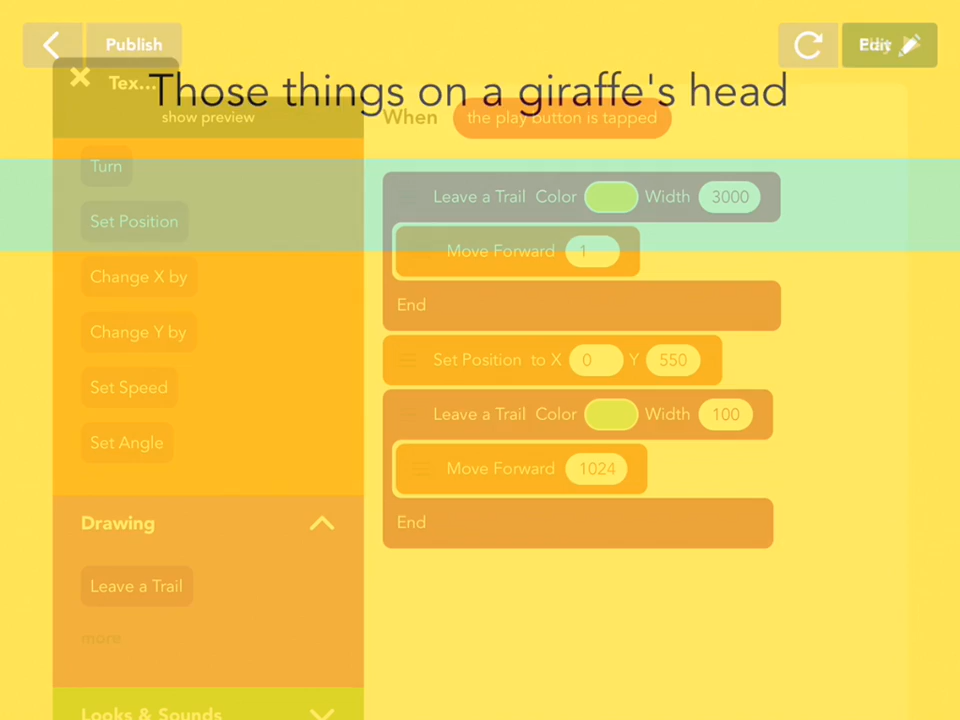 Publish
Edit
Tex...
Those things on a giraffe's head
show preview
When the play button is tapped
Turn
Leave a Trail Color Width 3000
Set Position
Move Forward 1
Change X by
End
Change Y by
Set Position to X 0 Y 550
Set Speed
Leave a Trail Color Width 100
Set Angle
Move Forward 1024
Drawing
End
Leave a Trail
more
Looks & Sounds